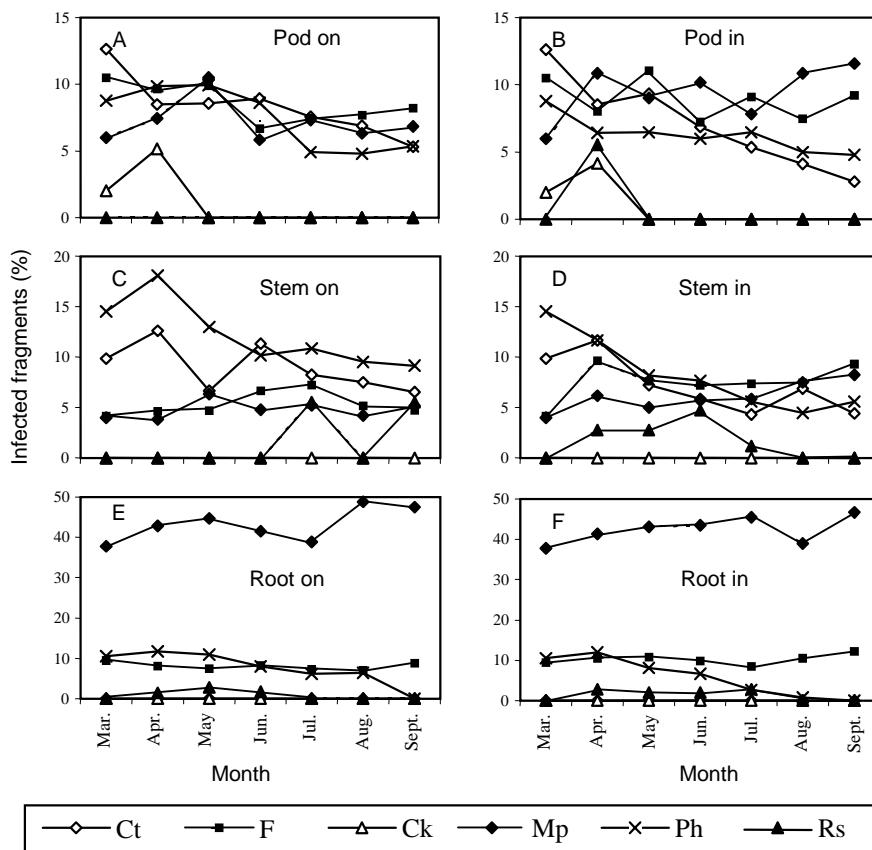 A Pod on
15
10
5
0
B Pod in
15
10
5
0
Infected fragments (%)
C Stem on
20
15
10
5
0
D Stem in
20
15
10
5
0
E
Root on
50
40
30
20
10
0
F
Root in
50
40
30
20
10
0
Mar. Apr. May Jun. Jul. Aug. Sept.
Mar. Apr. May Jun. Jul. Aug. Sept.
Month
Month
Ct F Ck Mp Ph Rs